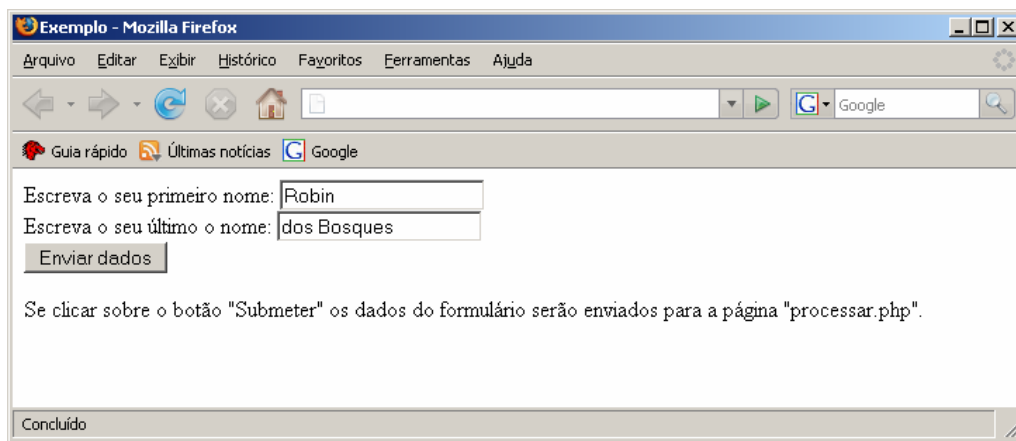 Exemplo - Mozilla Firefox
Arquivo Editar Exibir Histórico Favoritos Ferramentas Ajuda
G Google
Guia rápido Últimas notícias G Google
Escreva o seu primeiro nome: Robin
Escreva o seu último o nome: dos Bosques
Enviar dados
Se clicar sobre o botão "Submeter" os dados do formulário serão enviados para a página "processar.php".
Concluído